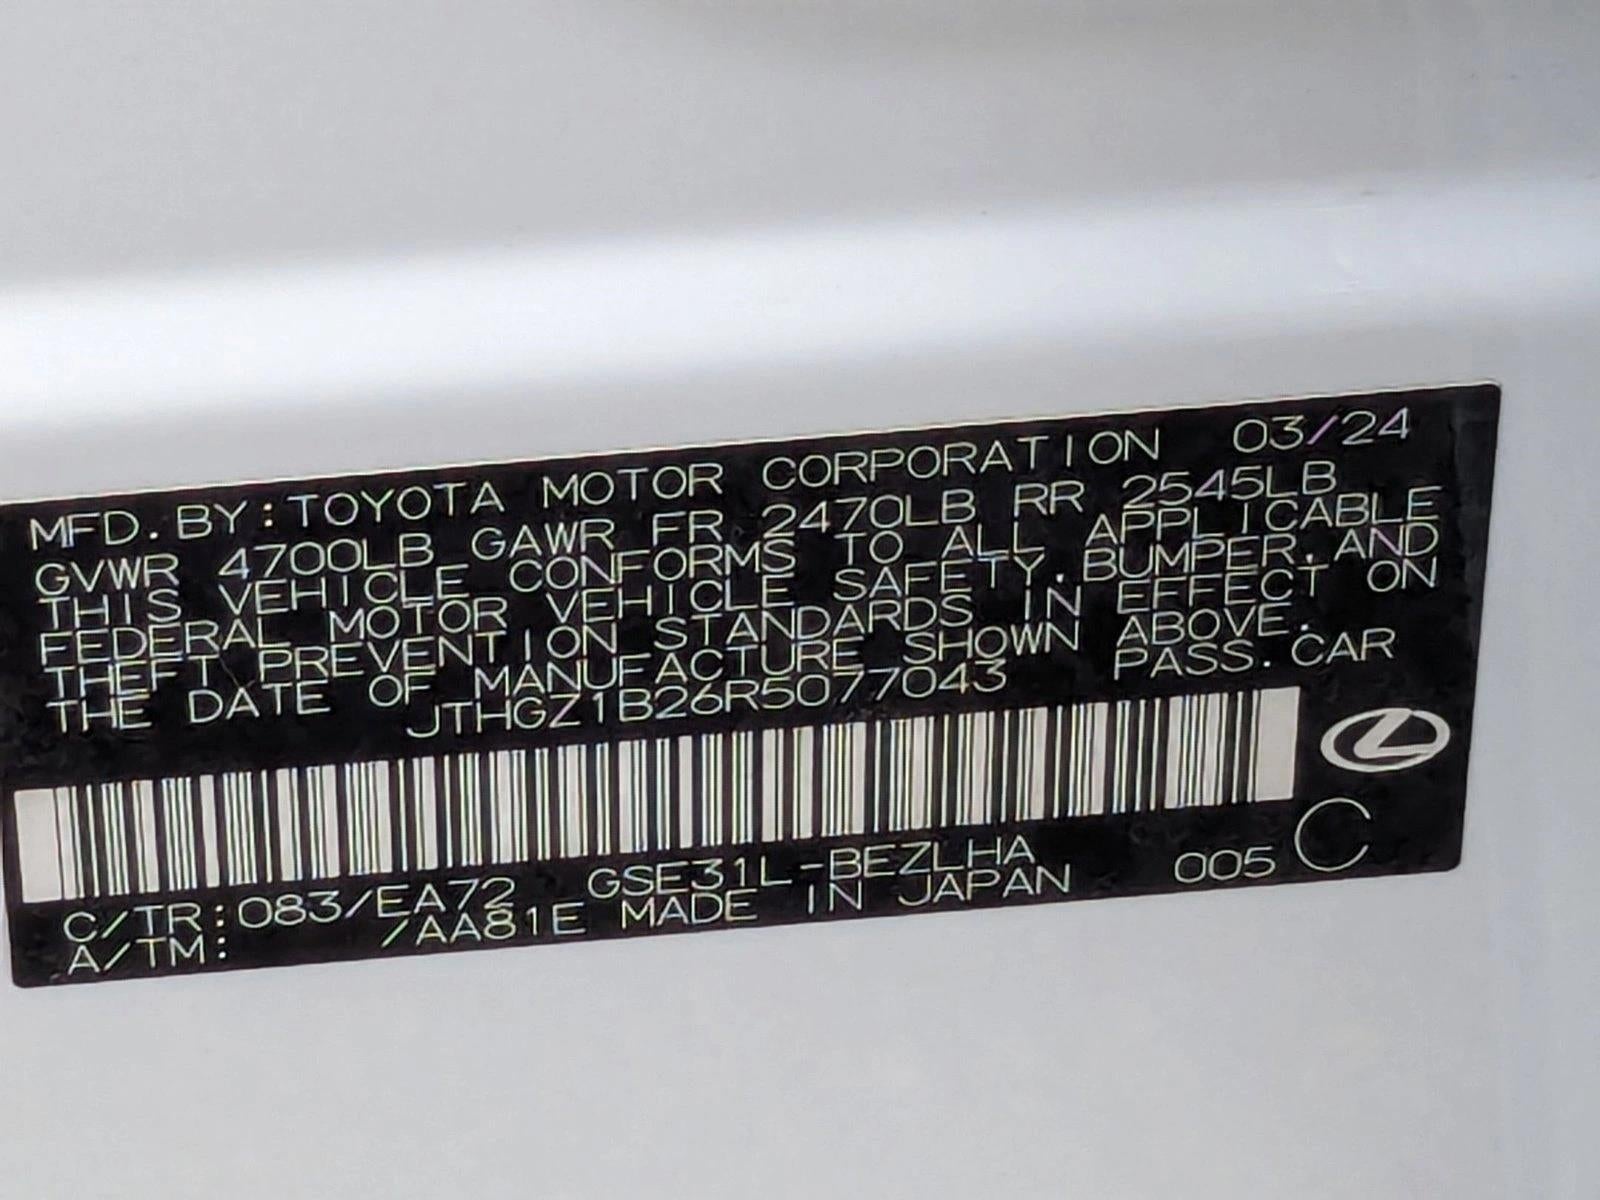 MFD. BY: TOYOTA MOTOR CORPORATION 03/24
GVWR 4700LB GAWR FR 2470LB RR 2545LB
THIS VEHICLE CONFORMS TO ALL APPLICABLE
FEDERAL MOTOR VEHICLE SAFETY, BUMPER, AND
THEFT PREVENTION STANDARDS IN EFFECT ON
THE DATE OF MANUFACTURE SHOWN ABOVE.
JTHGZ1B26R5077043 PASS. CAR
C/TR: 083/EA72 GSE31L-BEZLHA
A/TM: /AA81E MADE IN JAPAN 005 C